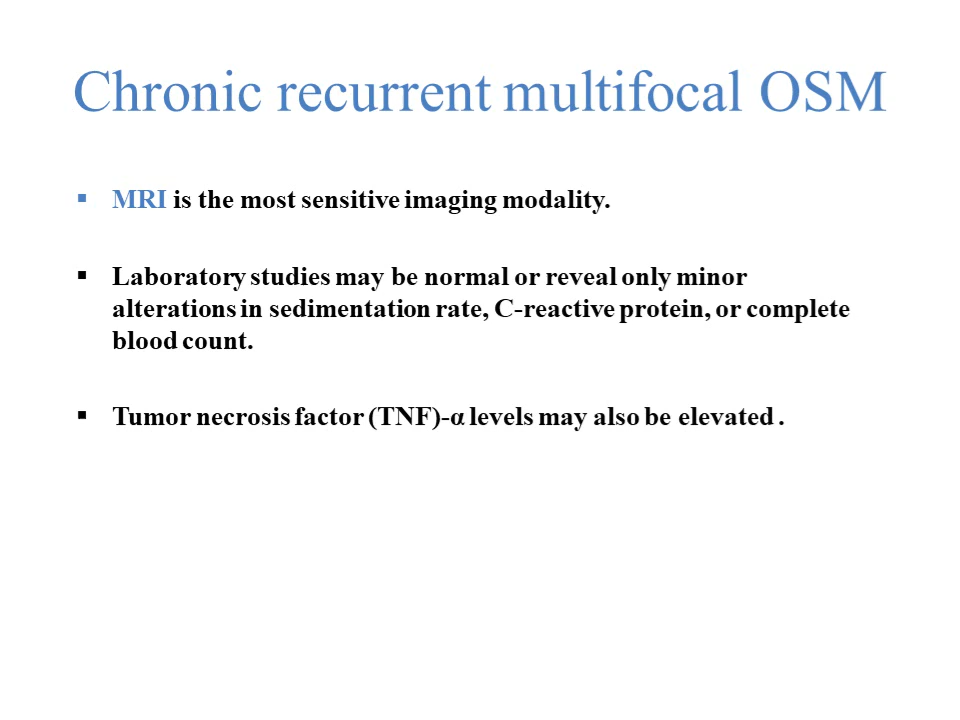 Chronic recurrent multifocal OSM
▪ MRI is the most sensitive imaging modality.
▪ Laboratory studies may be normal or reveal only minor
alterations in sedimentation rate, C-reactive protein, or complete
blood count.
▪ Tumor necrosis factor (TNF)-α levels may also be elevated .